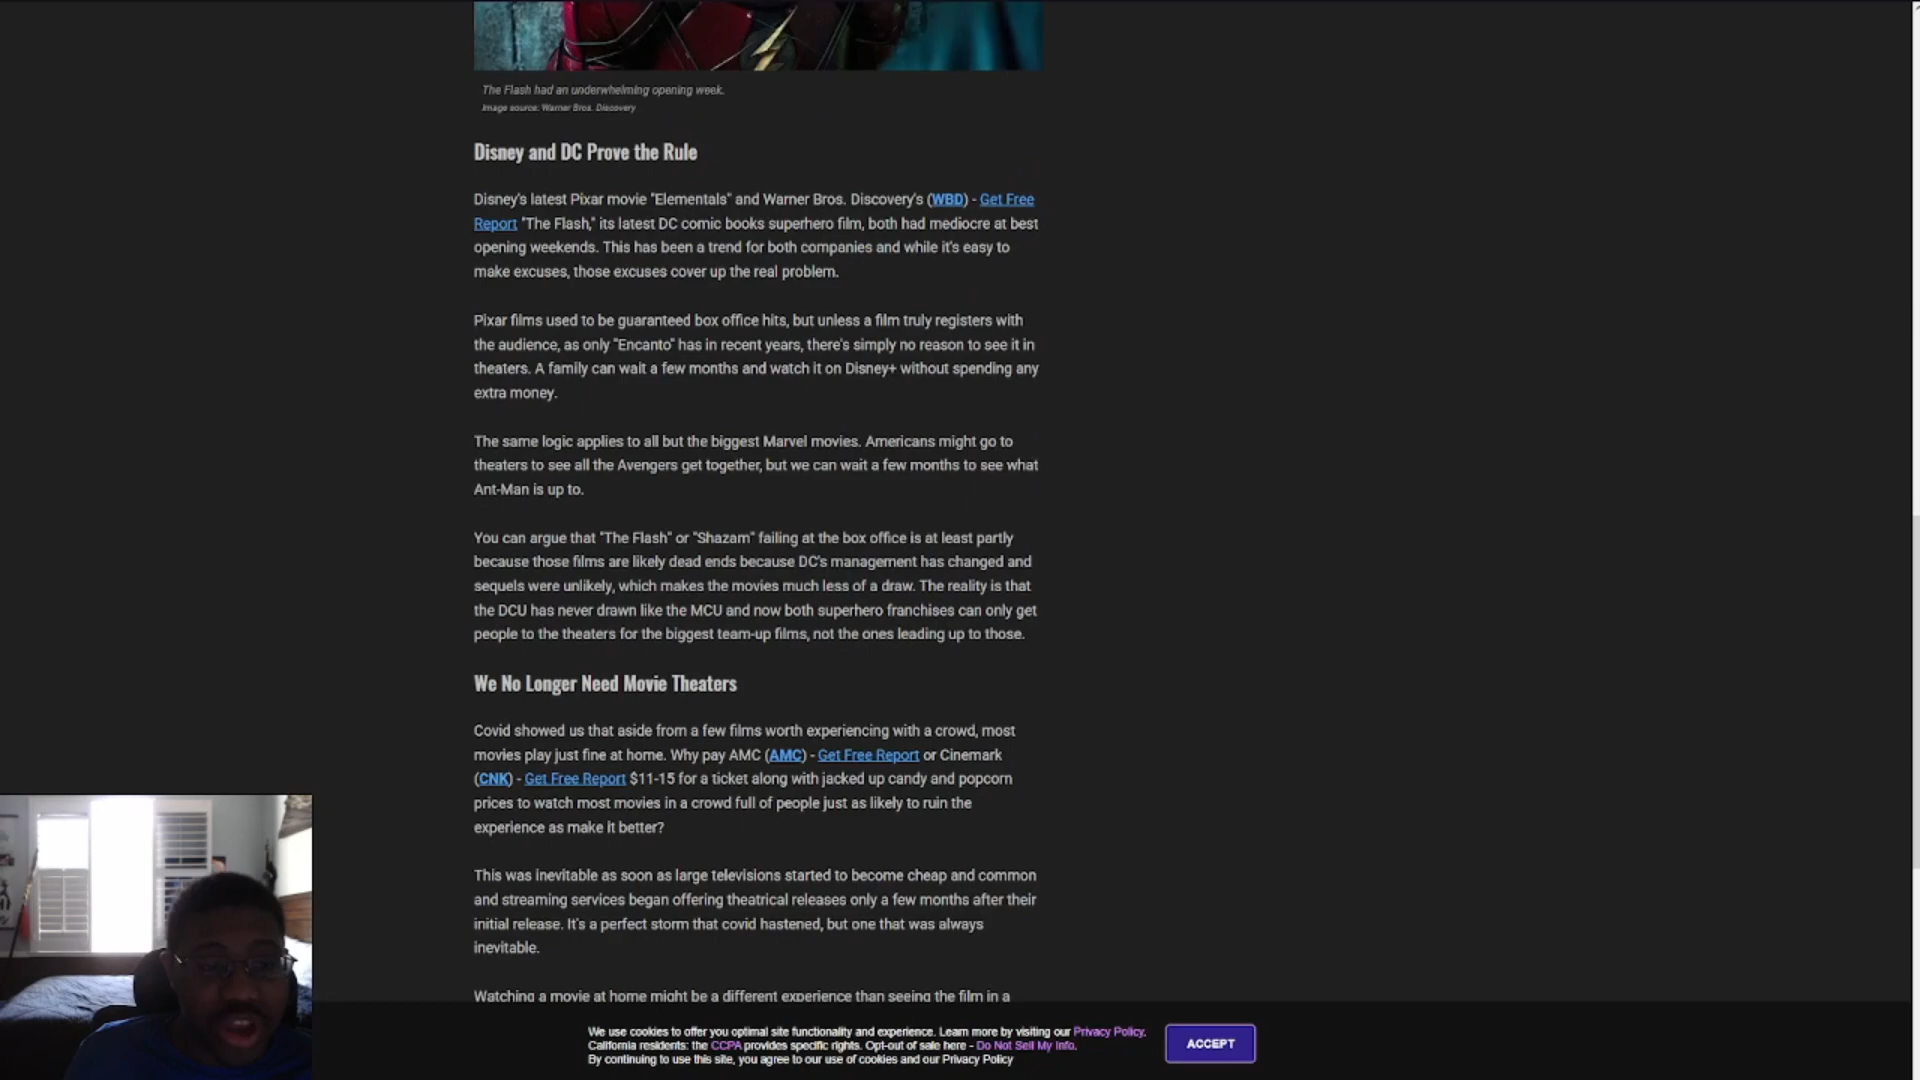 The Flash had an underwhelming opening week.
Image source: Warner Bros. Discovery
Disney and DC Prove the Rule
Disney's latest Pixar movie "Elementals" and Warner Bros. Discovery's (WBD) - Get Free
Report "The Flash," its latest DC comic books superhero film, both had mediocre at best
opening weekends. This has been a trend for both companies and while it's easy to
make excuses, those excuses cover up the real problem.
Pixar films used to be guaranteed box office hits, but unless a film truly registers with
the audience, as only "Encanto" has in recent years, there's simply no reason to see it in
theaters. A family can wait a few months and watch it on Disney+ without spending any
extra money.
The same logic applies to all but the biggest Marvel movies. Americans might go to
theaters to see all the Avengers get together, but we can wait a few months to see what
Ant-Man is up to.
You can argue that "The Flash" or "Shazam" failing at the box office is at least partly
because those films are likely dead ends because DC's management has changed and
sequels were unlikely, which makes the movies much less of a draw. The reality is that
the DCU has never drawn like the MCU and now both superhero franchises can only get
people to the theaters for the biggest team-up films, not the ones leading up to those.
We No Longer Need Movie Theaters
Covid showed us that aside from a few films worth experiencing with a crowd, most
movies play just fine at home. Why pay AMC (AMC) - Get Free Report or Cinemark
(CNK) - Get Free Report $11-15 for a ticket along with jacked up candy and popcorn
prices to watch most movies in a crowd full of people just as likely to ruin the
experience as make it better?
This was inevitable as soon as large televisions started to become cheap and common
and streaming services began offering theatrical releases only a few months after their
initial release. It's a perfect storm that covid hastened, but one that was always
inevitable.
Watching a movie at home might be a different experience than seeing the film in a
We use cookies to offer you optimal site functionality and experience. Learn more by visiting our Privacy Policy.
California residents: the CCPA provides specific rights. Opt-out of sale here - Do Not Sell My Info.
By continuing to use this site, you agree to our use of cookies and our Privacy Policy
ACCEPT